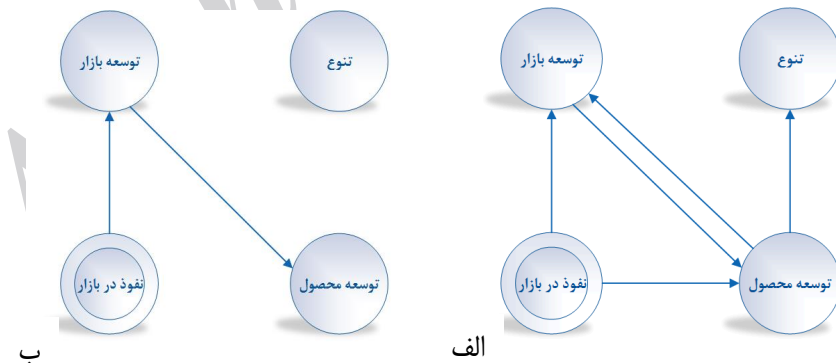 تنوع
توسعه بازار
توسعه محصول
نفوذ در بازار
الف
تنوع
توسعه بازار
توسعه محصول
نفوذ در بازار
ب